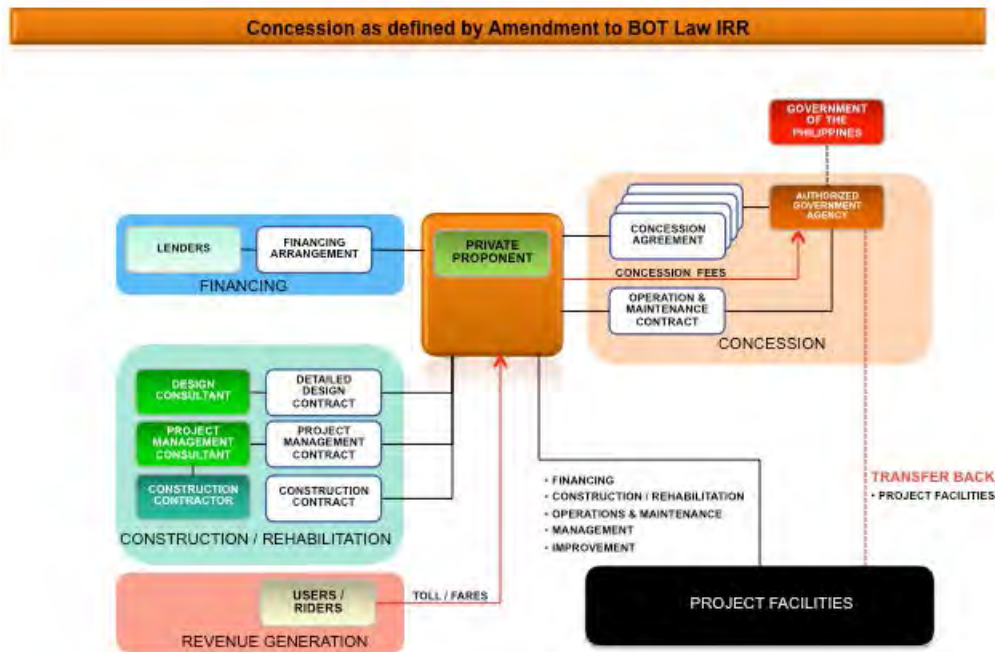 Concession as defined by Amendment to BOT Law IRR
GOVERNMENT
OF THE
PHILIPPINES
AUTHORIZED
GOVERNMENT
AGENCY
CONCESSION
AGREEMENT
CONCESSION FEES
OPERATION &
MAINTENANCE
CONTRACT
CONCESSION
PRIVATE
PROPONENT
LENDERS
FINANCING
ARRANGEMENT
FINANCING
DESIGN
CONSULTANT
DETAILED
DESIGN
CONTRACT
PROJECT
MANAGEMENT
CONSULTANT
PROJECT
MANAGEMENT
CONTRACT
CONSTRUCTION
CONTRACTOR
CONSTRUCTION
CONTRACT
CONSTRUCTION / REHABILITATION
• FINANCING
• CONSTRUCTION / REHABILITATION
• OPERATIONS & MAINTENANCE
• MANAGEMENT
• IMPROVEMENT
TRANSFER BACK
• PROJECT FACILITIES
USERS /
RIDERS
TOLL / FARES
REVENUE GENERATION
PROJECT FACILITIES